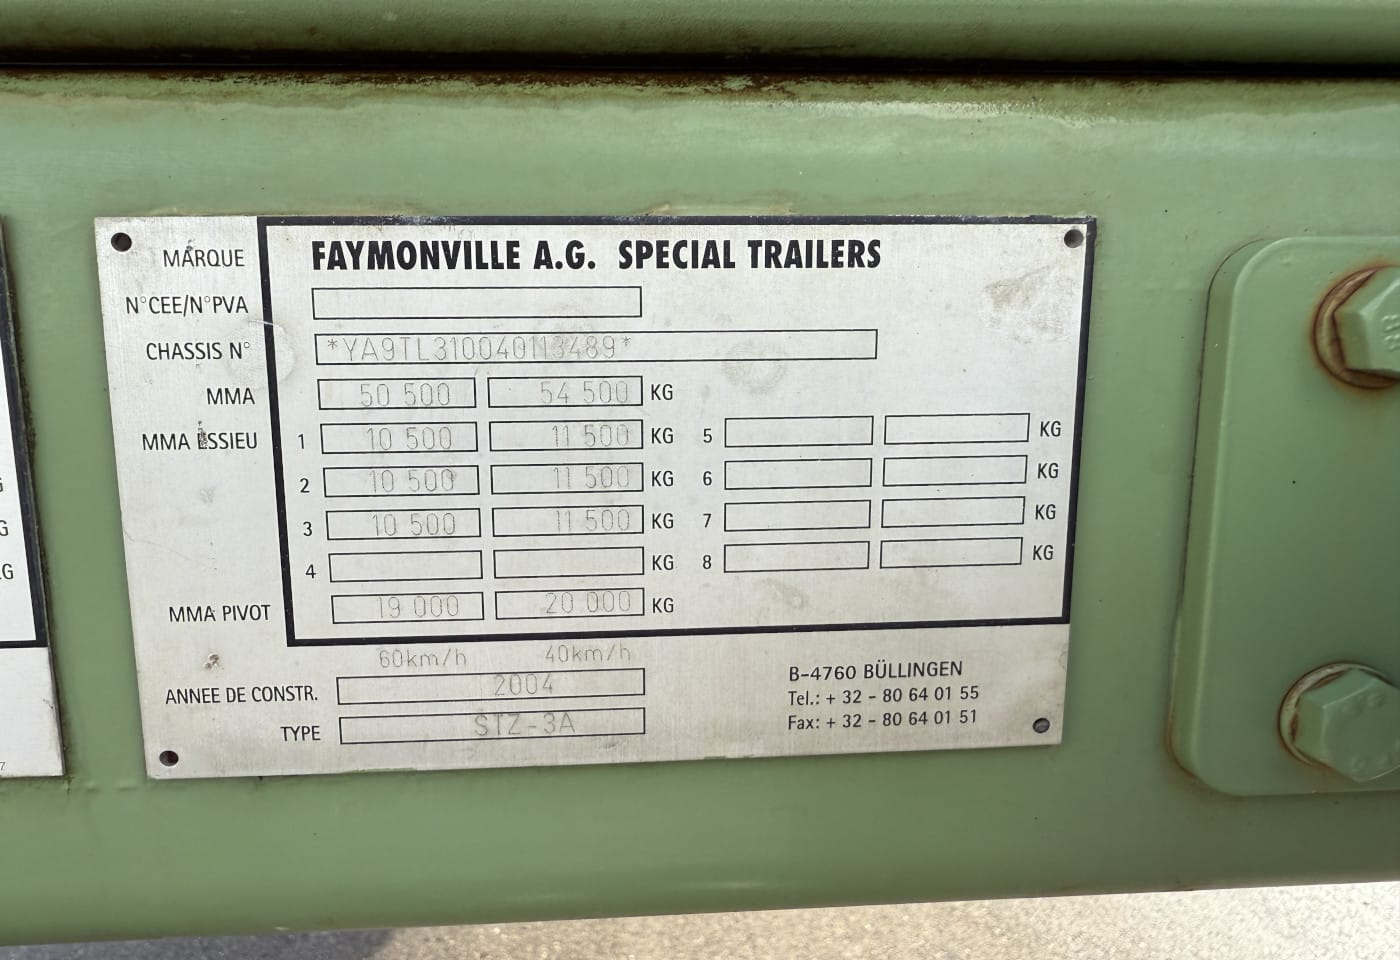 MARQUE FAYMONVILLE A.G. SPECIAL TRAILERS
N°CEE/N°PVA
CHASSIS N° *YA9TL310040113489*
MMA 50 500 54 500 KG
MMA ESSIEU 1 10 500 11 500 KG 5 KG
2 10 500 11 500 KG 6 KG
3 10 500 11 500 KG 7 KG
4 KG 8 KG
MMA PIVOT 19 000 20 000 KG
60km/h 40km/h
ANNEE DE CONSTR. 2004
TYPE STZ-3A
B-4760 BÜLLINGEN
Tel.: + 32 - 80 64 01 55
Fax: + 32 - 80 64 01 51